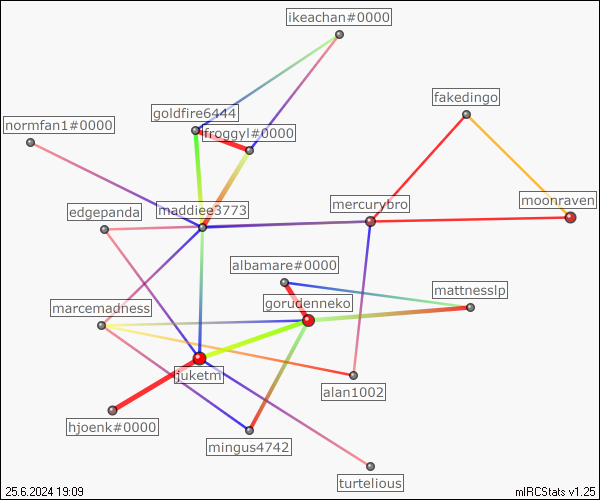 ikeachan#0000
fakedingo
goldfire6444
normfan1#0000
froggyl#0000
moonraven
mercurybro
edgepanda
maddiee3773
albamare#0000
mattnesslp
gorudenneko
marcemadness
juketm
alan1002
hjoenk#0000
mingus4742
turtelious
25.6.2024 19:09
mIRCStats v1.25